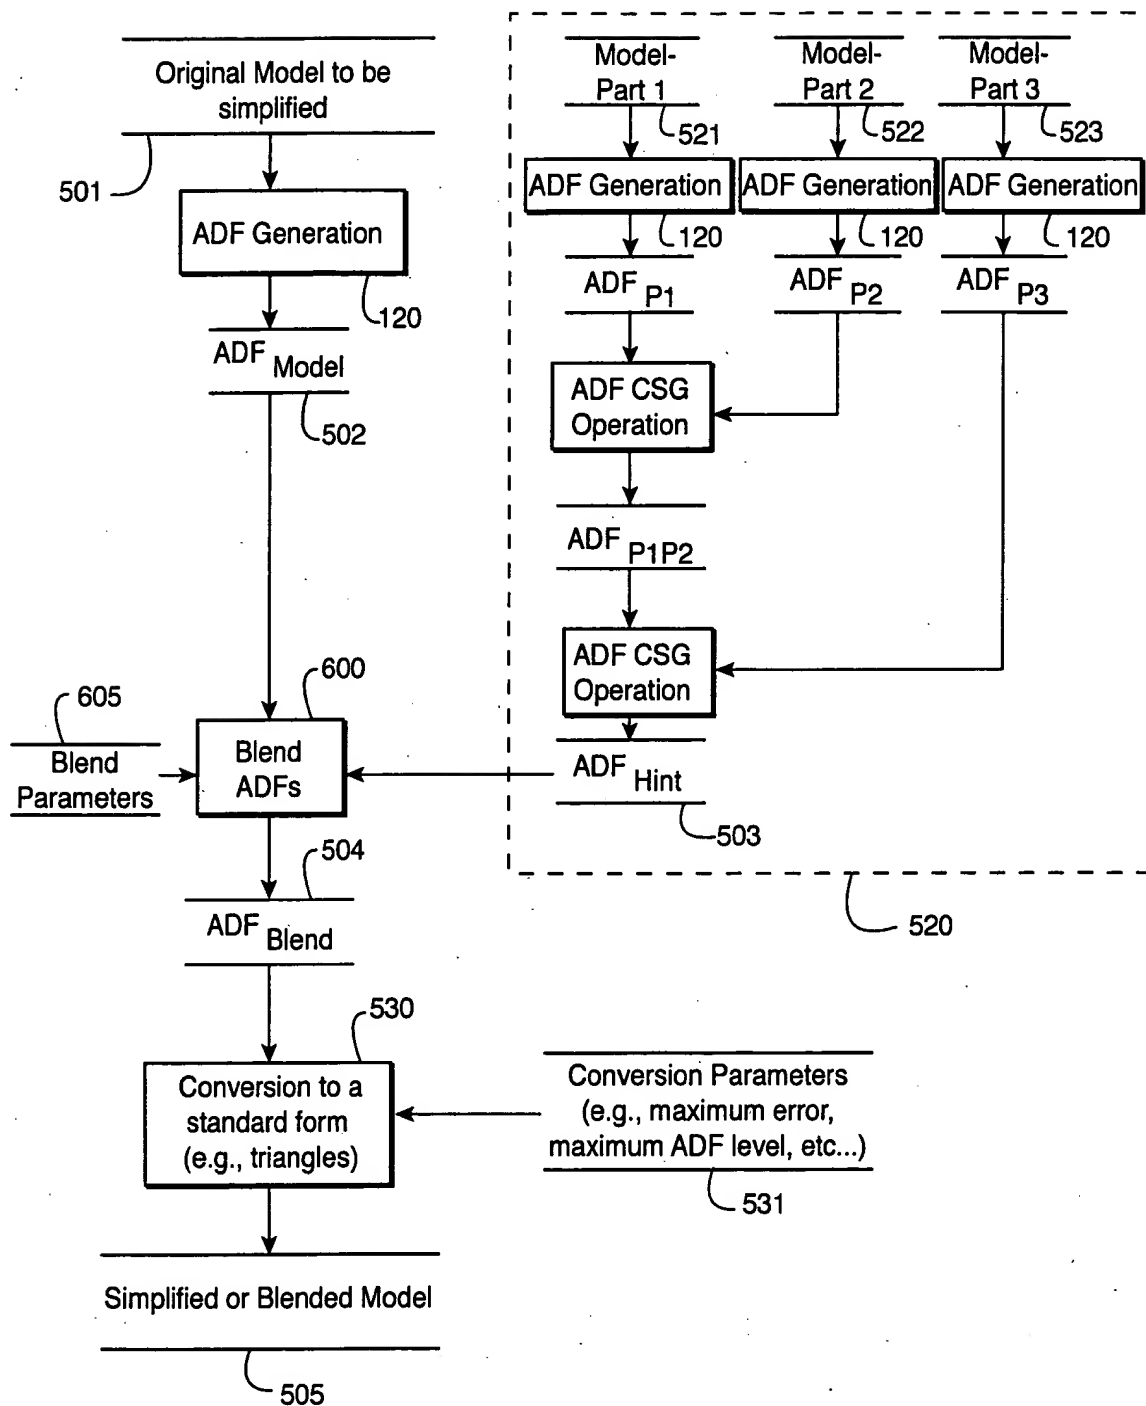 Original Model to be
simplified
501
ADF Generation
120
ADF Model
502
Model-
Part 1
521
Model-
Part 2
522
Model-
Part 3
523
ADF Generation
ADF Generation
ADF Generation
120
120
120
ADF P1
ADF P2
ADF P3
ADF CSG
Operation
ADF P1P2
ADF CSG
Operation
ADF Hint
503
520
600
605
Blend
Parameters
Blend
ADFs
504
ADF Blend
530
Conversion to a
standard form
(e.g., triangles)
Conversion Parameters
(e.g., maximum error,
maximum ADF level, etc...)
531
Simplified or Blended Model
505